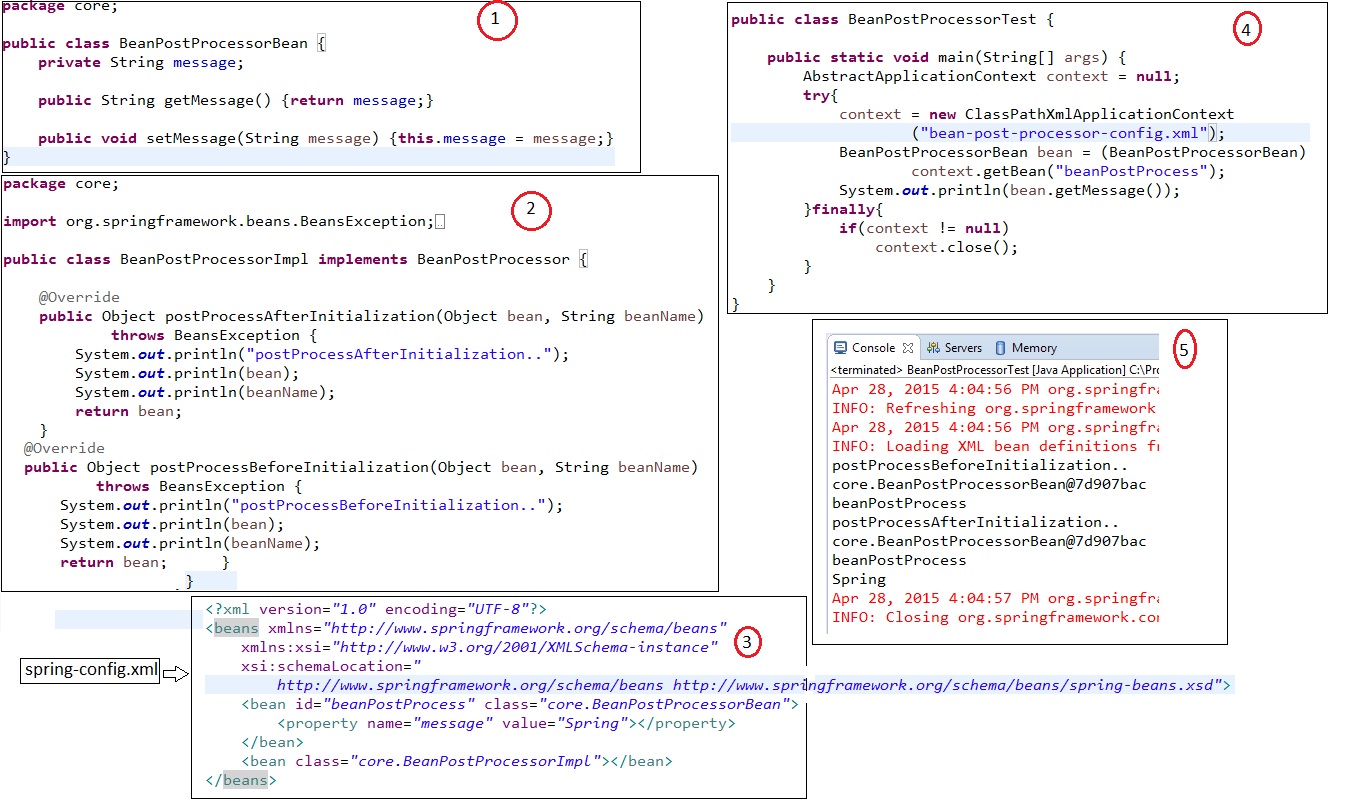 package core;
1
public class BeanPostProcessorBean {
private String message;
public String getMessage() {return message;}
public void setMessage(String message) {this.message = message;}
}
package core;
2
import org.springframework.beans.BeansException;
public class BeanPostProcessorImpl implements BeanPostProcessor {
@Override
public Object postProcessAfterInitialization(Object bean, String beanName)
throws BeansException {
System.out.println("postProcessAfterInitialization..");
System.out.println(bean);
System.out.println(beanName);
return bean;
}
@Override
public Object postProcessBeforeInitialization(Object bean, String beanName)
throws BeansException {
System.out.println("postProcessBeforeInitialization..");
System.out.println(bean);
System.out.println(beanName);
return bean; }
}
spring-config.xml
3
<?xml version="1.0" encoding="UTF-8"?>
<beans xmlns="http://www.springframework.org/schema/beans"
xmlns:xsi="http://www.w3.org/2001/XMLSchema-instance"
xsi:schemaLocation="
http://www.springframework.org/schema/beans http://www.springframework.org/schema/beans/spring-beans.xsd">
<bean id="beanPostProcess" class="core.BeanPostProcessorBean">
<property name="message" value="Spring"></property>
</bean>
<bean class="core.BeanPostProcessorImpl"></bean>
</beans>
public class BeanPostProcessorTest {
4
public static void main(String[] args) {
AbstractApplicationContext context = null;
try{
context = new ClassPathXmlApplicationContext
("bean-post-processor-config.xml");
BeanPostProcessorBean bean = (BeanPostProcessorBean)
context.getBean("beanPostProcess");
System.out.println(bean.getMessage());
}finally{
if(context != null)
context.close();
}
}
}
5
Console Servers Memory
<terminated> BeanPostProcessorTest [Java Application] C:\Pro
Apr 28, 2015 4:04:56 PM org.springfra
INFO: Refreshing org.springframework
Apr 28, 2015 4:04:56 PM org.springfra
INFO: Loading XML bean definitions fr
postProcessBeforeInitialization..
core.BeanPostProcessorBean@7d907bac
beanPostProcess
postProcessAfterInitialization..
core.BeanPostProcessorBean@7d907bac
beanPostProcess
Spring
Apr 28, 2015 4:04:57 PM org.springfra
INFO: Closing org.springframework.cor